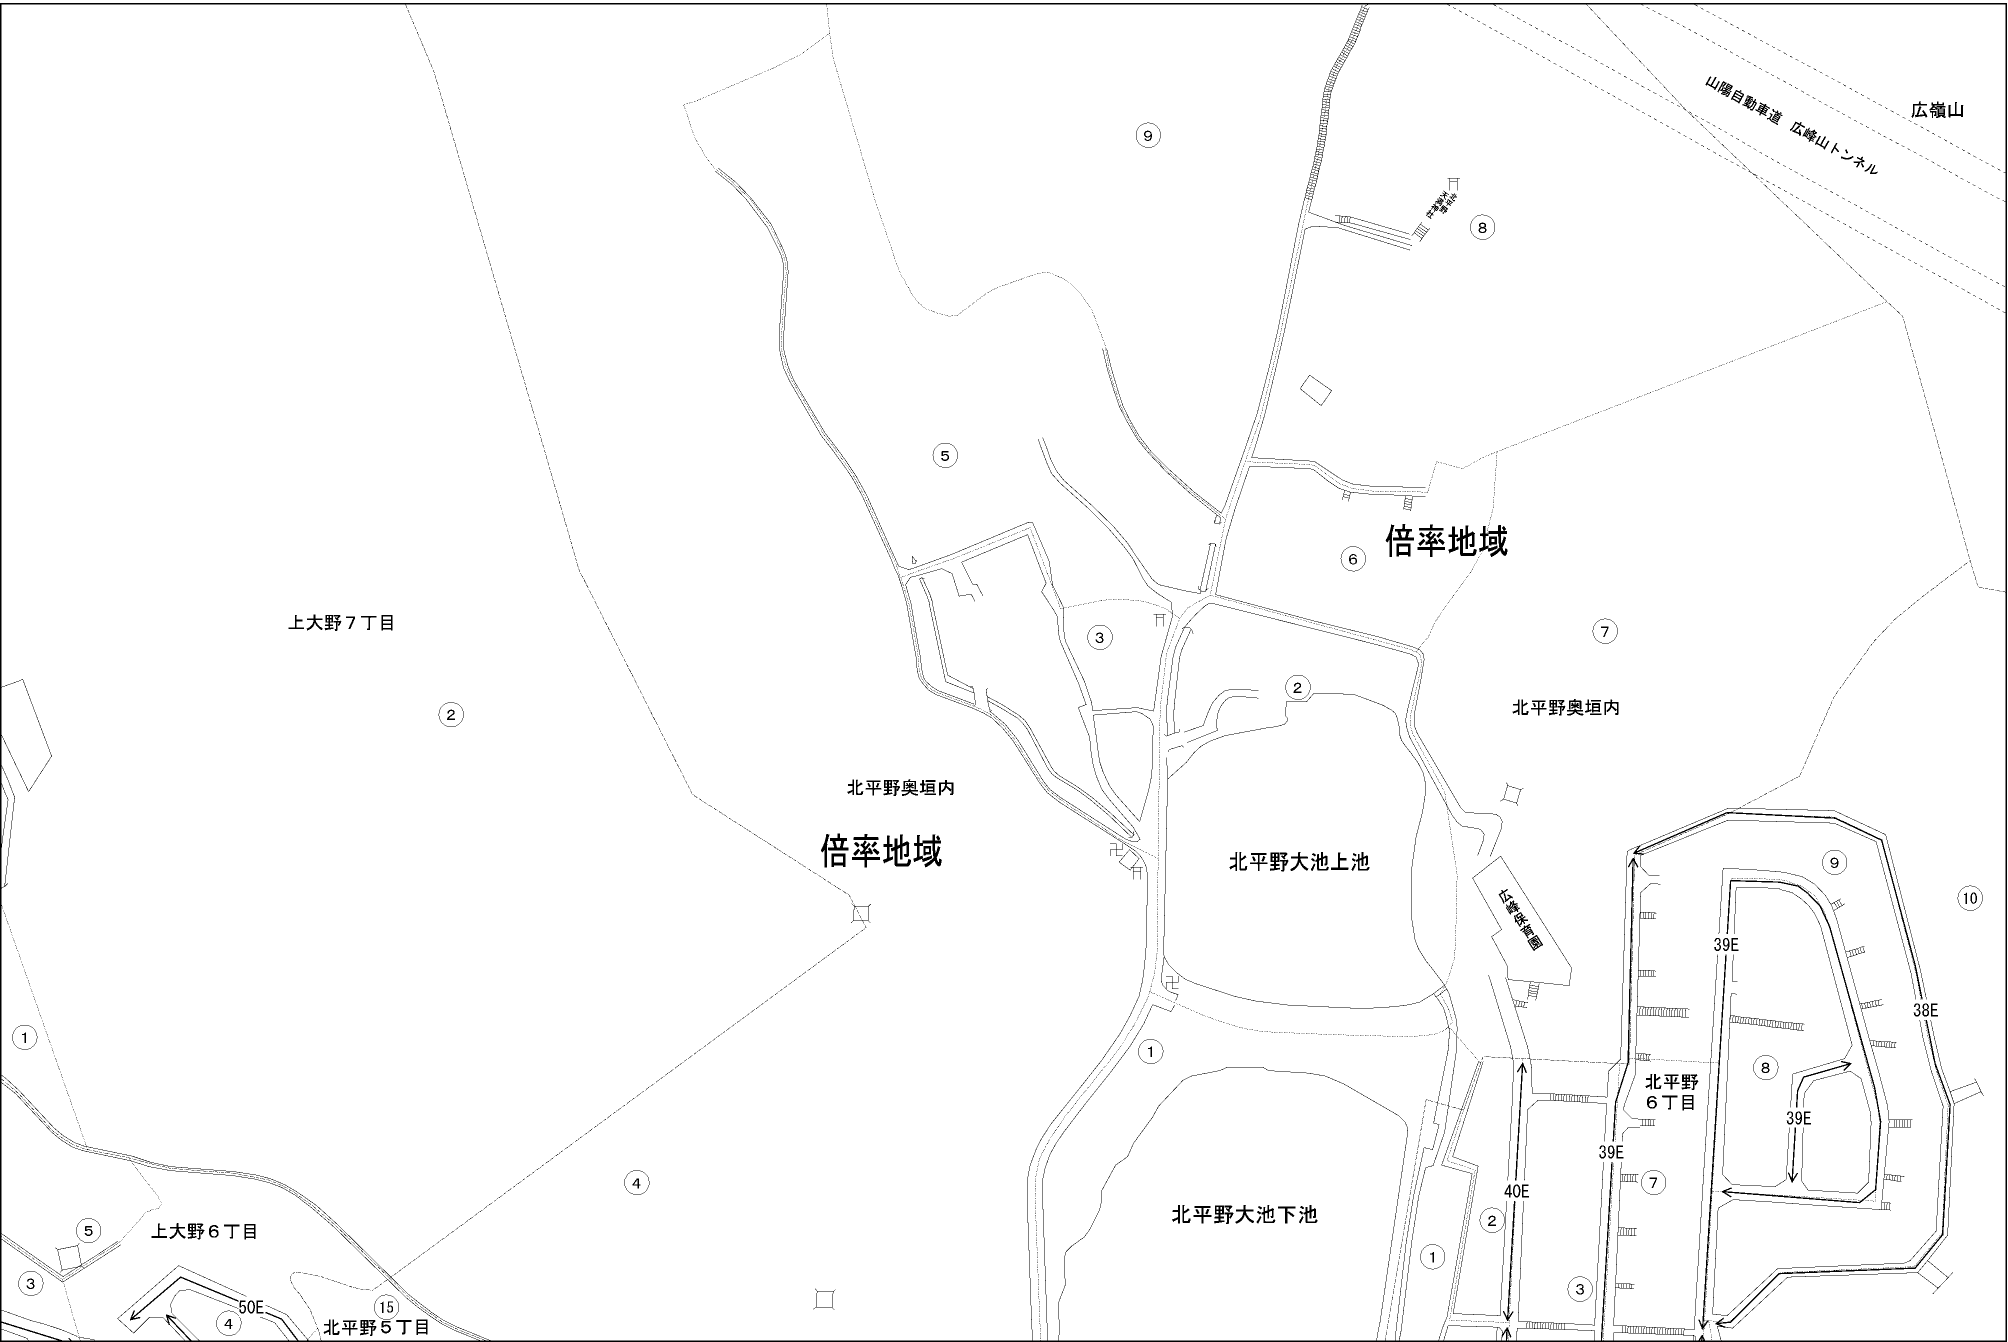 山陽自動車道 広峰山トンネル
広嶺山
9
8
5
倍率地域
6
上大野7丁目
3
7
2
2
北平野奥垣内
北平野奥垣内
倍率地域
北平野大池上池
広峰保育園
9
10
39E
38E
1
1
8
北平野
6丁目
39E
39E
4
7
40E
北平野大池下池
2
5
上大野6丁目
1
3
3
50E
15
4
北平野5丁目